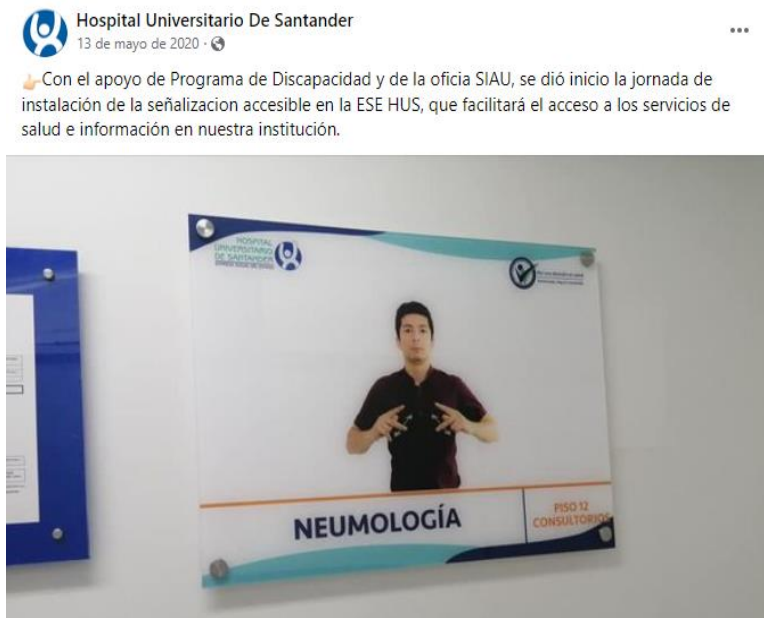 Hospital Universitario De Santander
13 de mayo de 2020 ·
👉🏻Con el apoyo de Programa de Discapacidad y de la oficia SIAU, se dió inicio la jornada de
instalación de la señalizacion accesible en la ESE HUS, que facilitará el acceso a los servicios de
salud e información en nuestra institución.
HOSPITAL
UNIVERSITARIO
DE SANTANDER
NEUMOLOGÍA
PISO 12
CONSULTORIOS